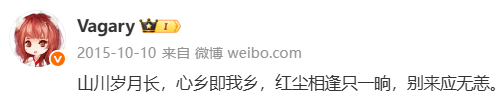 Vagary I
2015-10-10 来自 微博 weibo.com
山川岁月长，心乡即我乡，红尘相逢只一晌，别来应无恙。